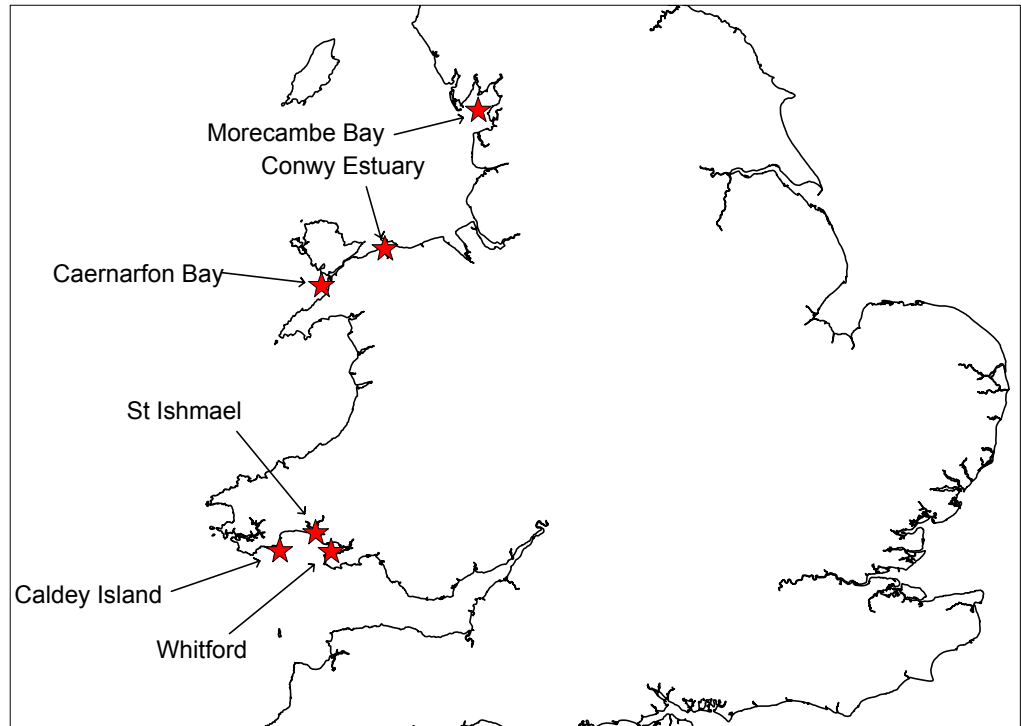 Morecambe Bay
Conwy Estuary
Caernarfon Bay
St Ishmael
Caldey Island
Whitford